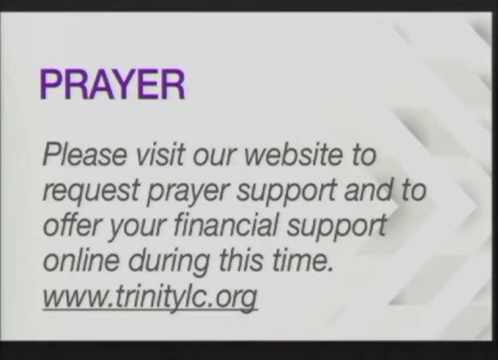 PRAYER
Please visit our website to
request prayer support and to
offer your financial support
online during this time.
www.trinitylc.org